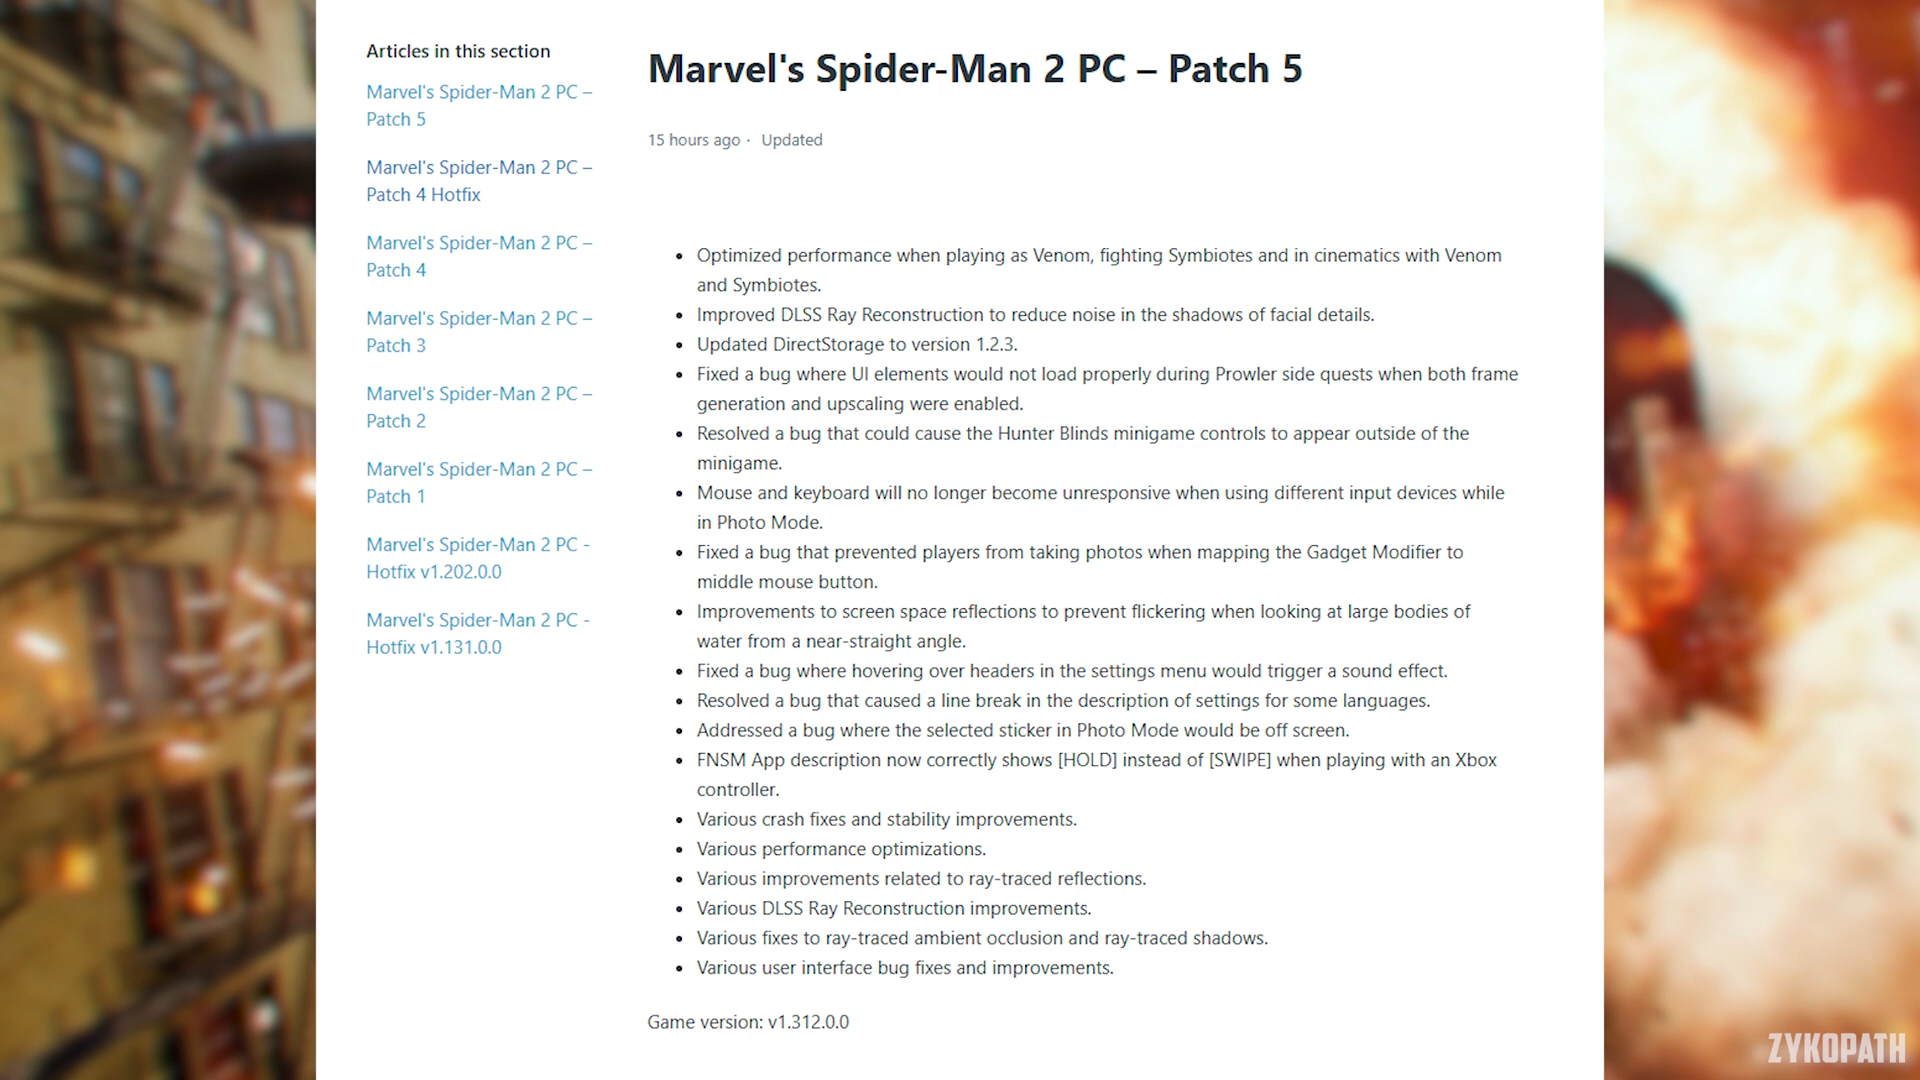 Articles in this section
Marvel's Spider-Man 2 PC –
Patch 5
Marvel's Spider-Man 2 PC –
Patch 4 Hotfix
Marvel's Spider-Man 2 PC –
Patch 4
Marvel's Spider-Man 2 PC –
Patch 3
Marvel's Spider-Man 2 PC –
Patch 2
Marvel's Spider-Man 2 PC –
Patch 1
Marvel's Spider-Man 2 PC -
Hotfix v1.202.0.0
Marvel's Spider-Man 2 PC -
Hotfix v1.131.0.0
Marvel's Spider-Man 2 PC – Patch 5
15 hours ago · Updated
• Optimized performance when playing as Venom, fighting Symbiotes and in cinematics with Venom
and Symbiotes.
• Improved DLSS Ray Reconstruction to reduce noise in the shadows of facial details.
• Updated DirectStorage to version 1.2.3.
• Fixed a bug where UI elements would not load properly during Prowler side quests when both frame
generation and upscaling were enabled.
• Resolved a bug that could cause the Hunter Blinds minigame controls to appear outside of the
minigame.
• Mouse and keyboard will no longer become unresponsive when using different input devices while
in Photo Mode.
• Fixed a bug that prevented players from taking photos when mapping the Gadget Modifier to
middle mouse button.
• Improvements to screen space reflections to prevent flickering when looking at large bodies of
water from a near-straight angle.
• Fixed a bug where hovering over headers in the settings menu would trigger a sound effect.
• Resolved a bug that caused a line break in the description of settings for some languages.
• Addressed a bug where the selected sticker in Photo Mode would be off screen.
• FNSM App description now correctly shows [HOLD] instead of [SWIPE] when playing with an Xbox
controller.
• Various crash fixes and stability improvements.
• Various performance optimizations.
• Various improvements related to ray-traced reflections.
• Various DLSS Ray Reconstruction improvements.
• Various fixes to ray-traced ambient occlusion and ray-traced shadows.
• Various user interface bug fixes and improvements.
Game version: v1.312.0.0
ZYKOPATH